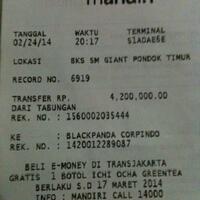 mandiri
TANGGAL WAKTU TERMINAL
02/24/14 20:17 S1ADAE5E
LOKASI BKS SM GIANT PONDOK TIMUR
RECORD NO. 6919
TRANSFER RP. 4,200,000.00
DARI TABUNGAN
REK. NO. : 1560002035444
KE : BLACKPANDA CORPINDO
REK. NO. : 1420012289087
BELI E-MONEY DI TRANSJAKARTA
GRATIS 1 BOTOL ICHI OCHA GREENTEA
BERLAKU S.D 17 MARET 2014
INFO : MANDIRI CALL 14000